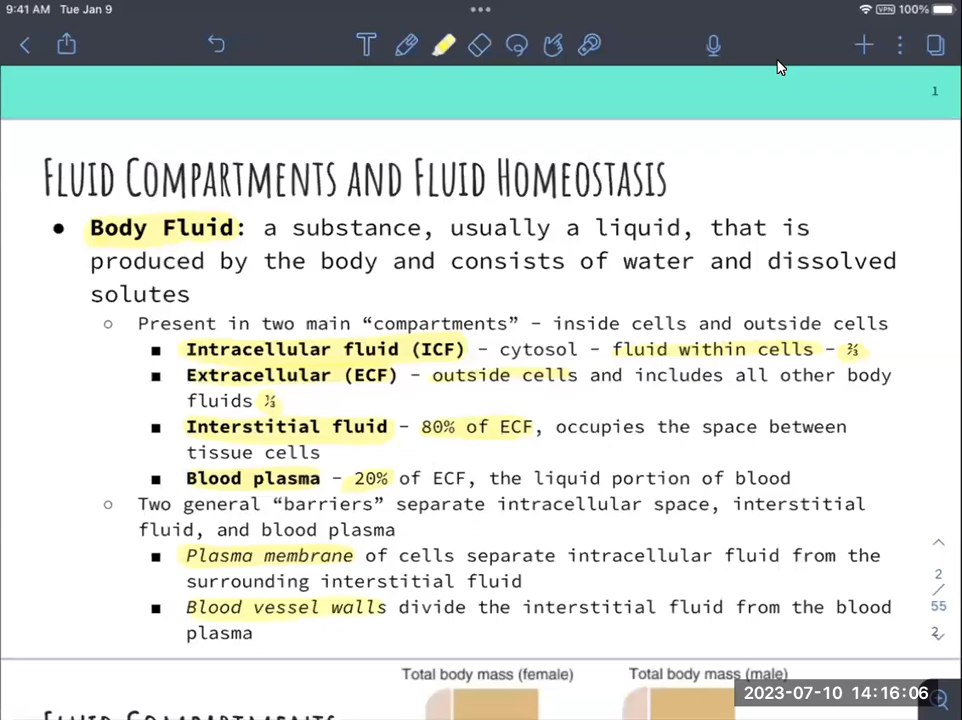 9:41 AM Tue Jan 9
VPN 100%
1
FLUID COMPARTMENTS AND FLUID HOMEOSTASIS
● Body Fluid: a substance, usually a liquid, that is
produced by the body and consists of water and dissolved
solutes
○ Present in two main “compartments” – inside cells and outside cells
■ Intracellular fluid (ICF) – cytosol – fluid within cells – ⅔
■ Extracellular (ECF) – outside cells and includes all other body
fluids ⅓
■ Interstitial fluid – 80% of ECF, occupies the space between
tissue cells
■ Blood plasma – 20% of ECF, the liquid portion of blood
○ Two general “barriers” separate intracellular space, interstitial
fluid, and blood plasma
■ Plasma membrane of cells separate intracellular fluid from the
surrounding interstitial fluid
■ Blood vessel walls divide the interstitial fluid from the blood
plasma
2
/
55
2
Total body mass (female) Total body mass (male)
2023-07-10 14:16:06